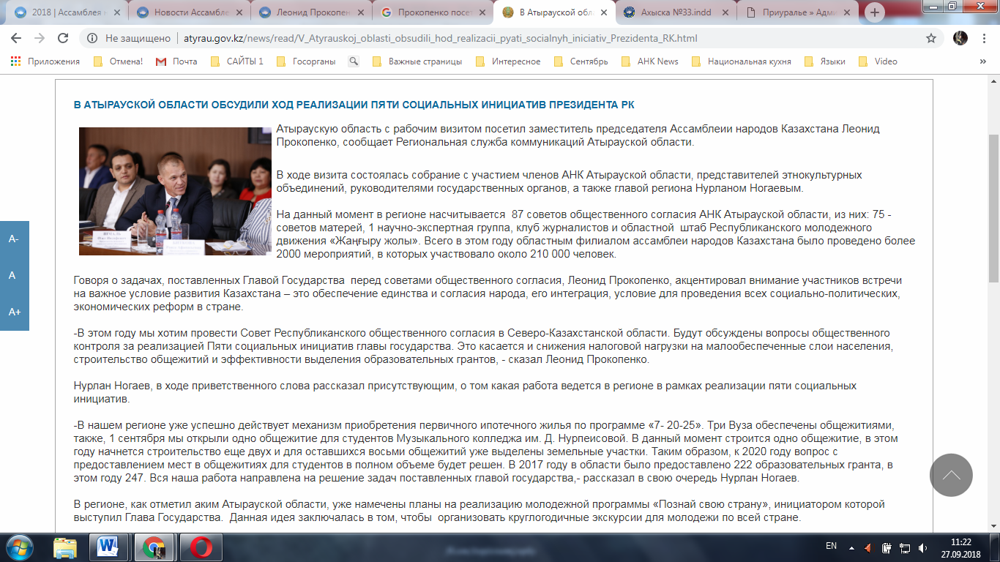 2018 | Ассамблея н
Новости Ассамбле
Леонид Прокопен
Прокопенко посет
В Атырауской обл
Ахыска №33.indd
Приуралье » Адми
Не защищено
atyrau.gov.kz/news/read/V_Atyrauskoj_oblasti_obsudili_hod_realizacii_pyati_socialnyh_iniciativ_Prezidenta_RK.html
Приложения
Отмена!
Почта
САЙТЫ 1
Госорганы
Важные страницы
Интересное
Сентябрь
АНК News
Национальная кухня
Языки
Video
»
В АТЫРАУСКОЙ ОБЛАСТИ ОБСУДИЛИ ХОД РЕАЛИЗАЦИИ ПЯТИ СОЦИАЛЬНЫХ ИНИЦИАТИВ ПРЕЗИДЕНТА РК
Атыраускую область с рабочим визитом посетил заместитель председателя Ассамблеии народов Казахстана Леонид
Прокопенко, сообщает Региональная служба коммуникаций Атырауской области.
В ходе визита состоялась собрание с участием членов АНК Атырауской области, представителей этнокультурных
объединений, руководителями государственных органов, а также главой региона Нурланом Ногаевым.
На данный момент в регионе насчитывается  87 советов общественного согласия АНК Атырауской области, из них: 75 -
советов матерей, 1 научно-экспертная группа, клуб журналистов и областной  штаб Республиканского молодежного
движения «Жаңғыру жолы». Всего в этом году областным филиалом ассамблеи народов Казахстана было проведено более
2000 мероприятий, в которых участвовало около 210 000 человек.
Говоря о задачах, поставленных Главой Государства  перед советами общественного согласия, Леонид Прокопенко, акцентировал внимание участников встречи
на важное условие развития Казахстана – это обеспечение единства и согласия народа, его интеграция, условие для проведения всех социально-политических,
экономических реформ в стране.
-В этом году мы хотим провести Совет Республиканского общественного согласия в Северо-Казахстанской области. Будут обсуждены вопросы общественного
контроля за реализацией Пяти социальных инициатив главы государства. Это касается и снижения налоговой нагрузки на малообеспеченные слои населения,
строительство общежитий и эффективности выделения образовательных грантов, - сказал Леонид Прокопенко.
Нурлан Ногаев, в ходе приветственного слова рассказал присутствующим, о том какая работа ведется в регионе в рамках реализации пяти социальных
инициатив.
-В нашем регионе уже успешно действует механизм приобретения первичного ипотечного жилья по программе «7- 20-25». Три Вуза обеспечены общежитиями,
также, 1 сентября мы открыли одно общежитие для студентов Музыкального колледжа им. Д. Нурпеисовой. В данный момент строится одно общежитие, в этом
году начнется строительство еще двух и для оставшихся восьми общежитий уже выделены земельные участки. Таким образом, к 2020 году вопрос с
предоставлением мест в общежитиях для студентов в полном объеме будет решен. В 2017 году в области было предоставлено 222 образовательных гранта, в
этом году 247. Вся наша работа направлена на решение задач поставленных главой государства,- рассказал в свою очередь Нурлан Ногаев.
В регионе, как отметил аким Атырауской области, уже намечены планы на реализацию молодежной программы «Познай свою страну», инициатором которой
выступил Глава Государства.  Данная идея заключалась в том, чтобы  организовать круглогодичные экскурсии для молодежи по всей стране.
A-
A
A+
EN
11:22
27.09.2018